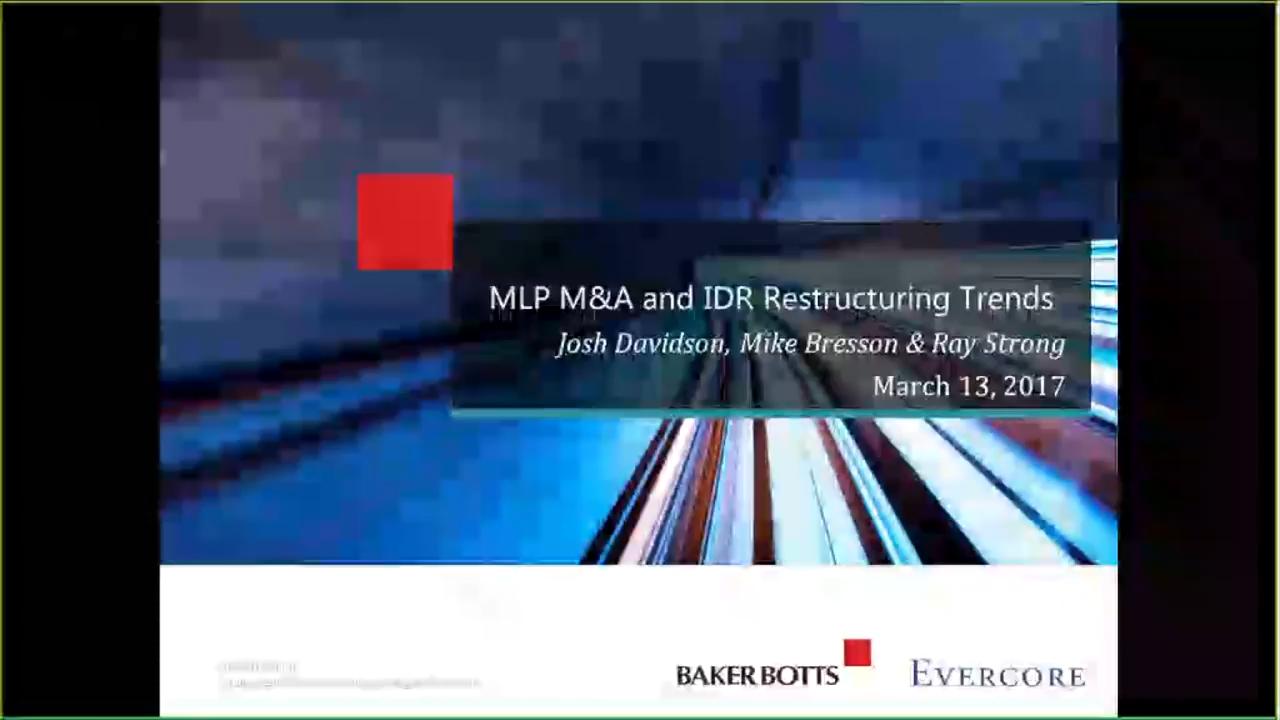 MLP M&A and IDR Restructuring Trends
Josh Davidson, Mike Bresson & Ray Strong
March 13, 2017
BAKER BOTTS
EVERCORE